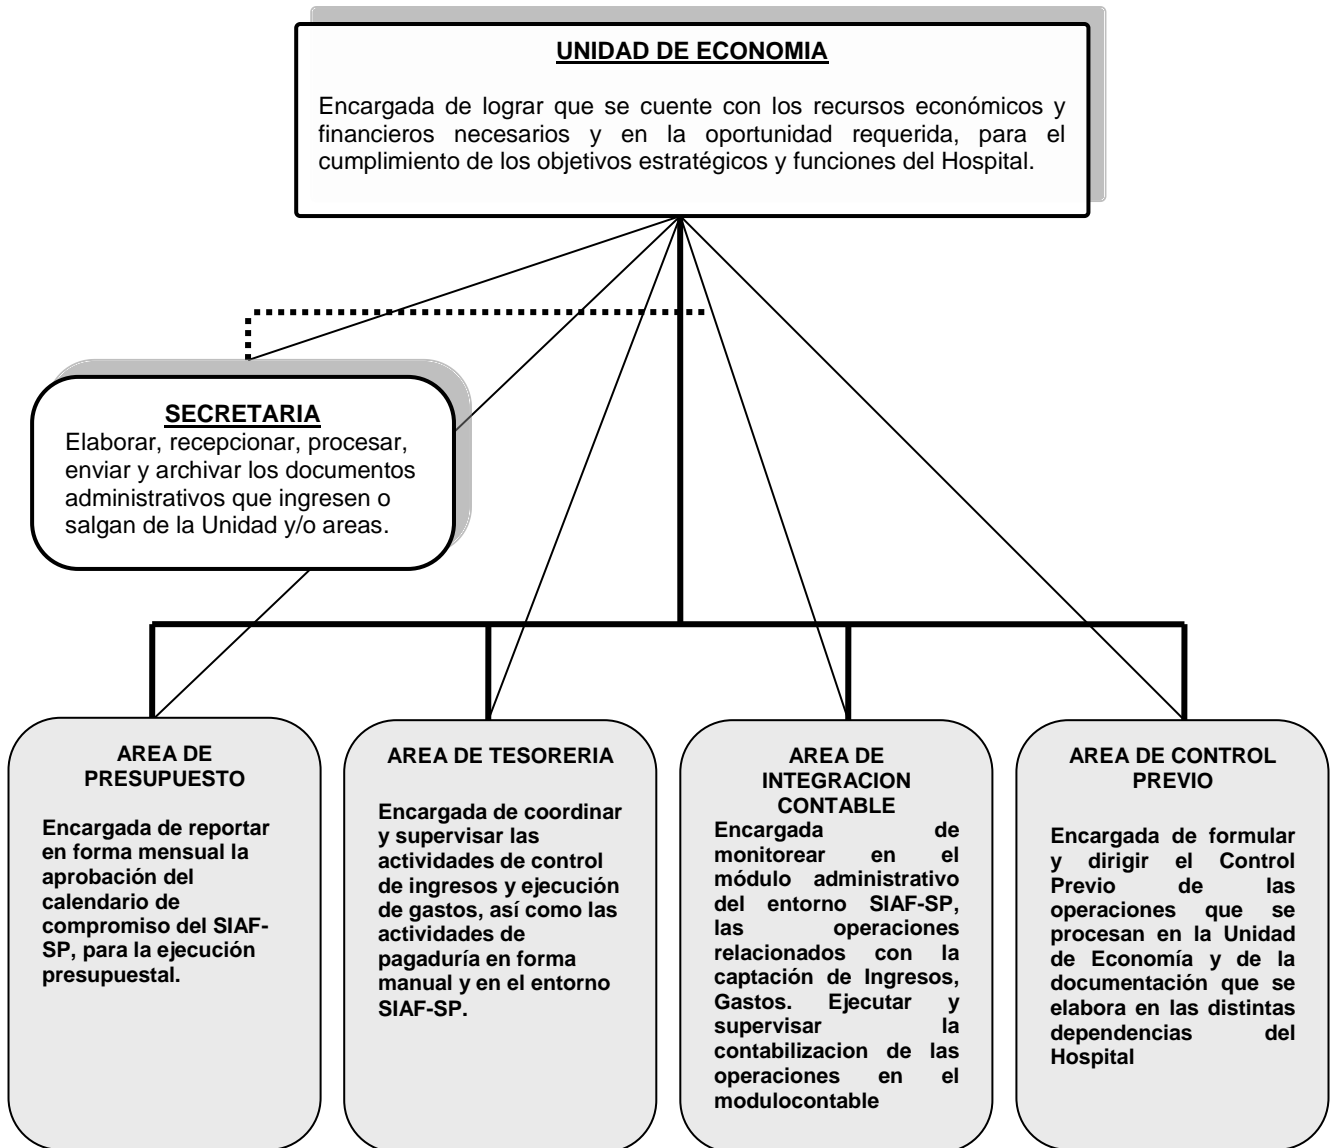 UNIDAD DE ECONOMIA
Encargada de lograr que se cuente con los recursos económicos y
financieros necesarios y en la oportunidad requerida, para el
cumplimiento de los objetivos estratégicos y funciones del Hospital.
SECRETARIA
Elaborar, recepcionar, procesar,
enviar y archivar los documentos
administrativos que ingresen o
salgan de la Unidad y/o areas.
AREA DE
PRESUPUESTO
Encargada de reportar
en forma mensual la
aprobación del
calendario de
compromiso del SIAF-
SP, para la ejecución
presupuestal.
AREA DE TESORERIA
Encargada de coordinar
y supervisar las
actividades de control
de ingresos y ejecución
de gastos, así como las
actividades de
pagaduría en forma
manual y en el entorno
SIAF-SP.
AREA DE
INTEGRACION
CONTABLE
Encargada de
monitorear en el
módulo administrativo
del entorno SIAF-SP,
las operaciones
relacionados con la
captación de Ingresos,
Gastos. Ejecutar y
supervisar la
contabilizacion de las
operaciones en el
modulocontable
AREA DE CONTROL
PREVIO
Encargada de formular
y dirigir el Control
Previo de las
operaciones que se
procesan en la Unidad
de Economía y de la
documentación que se
elabora en las distintas
dependencias del
Hospital